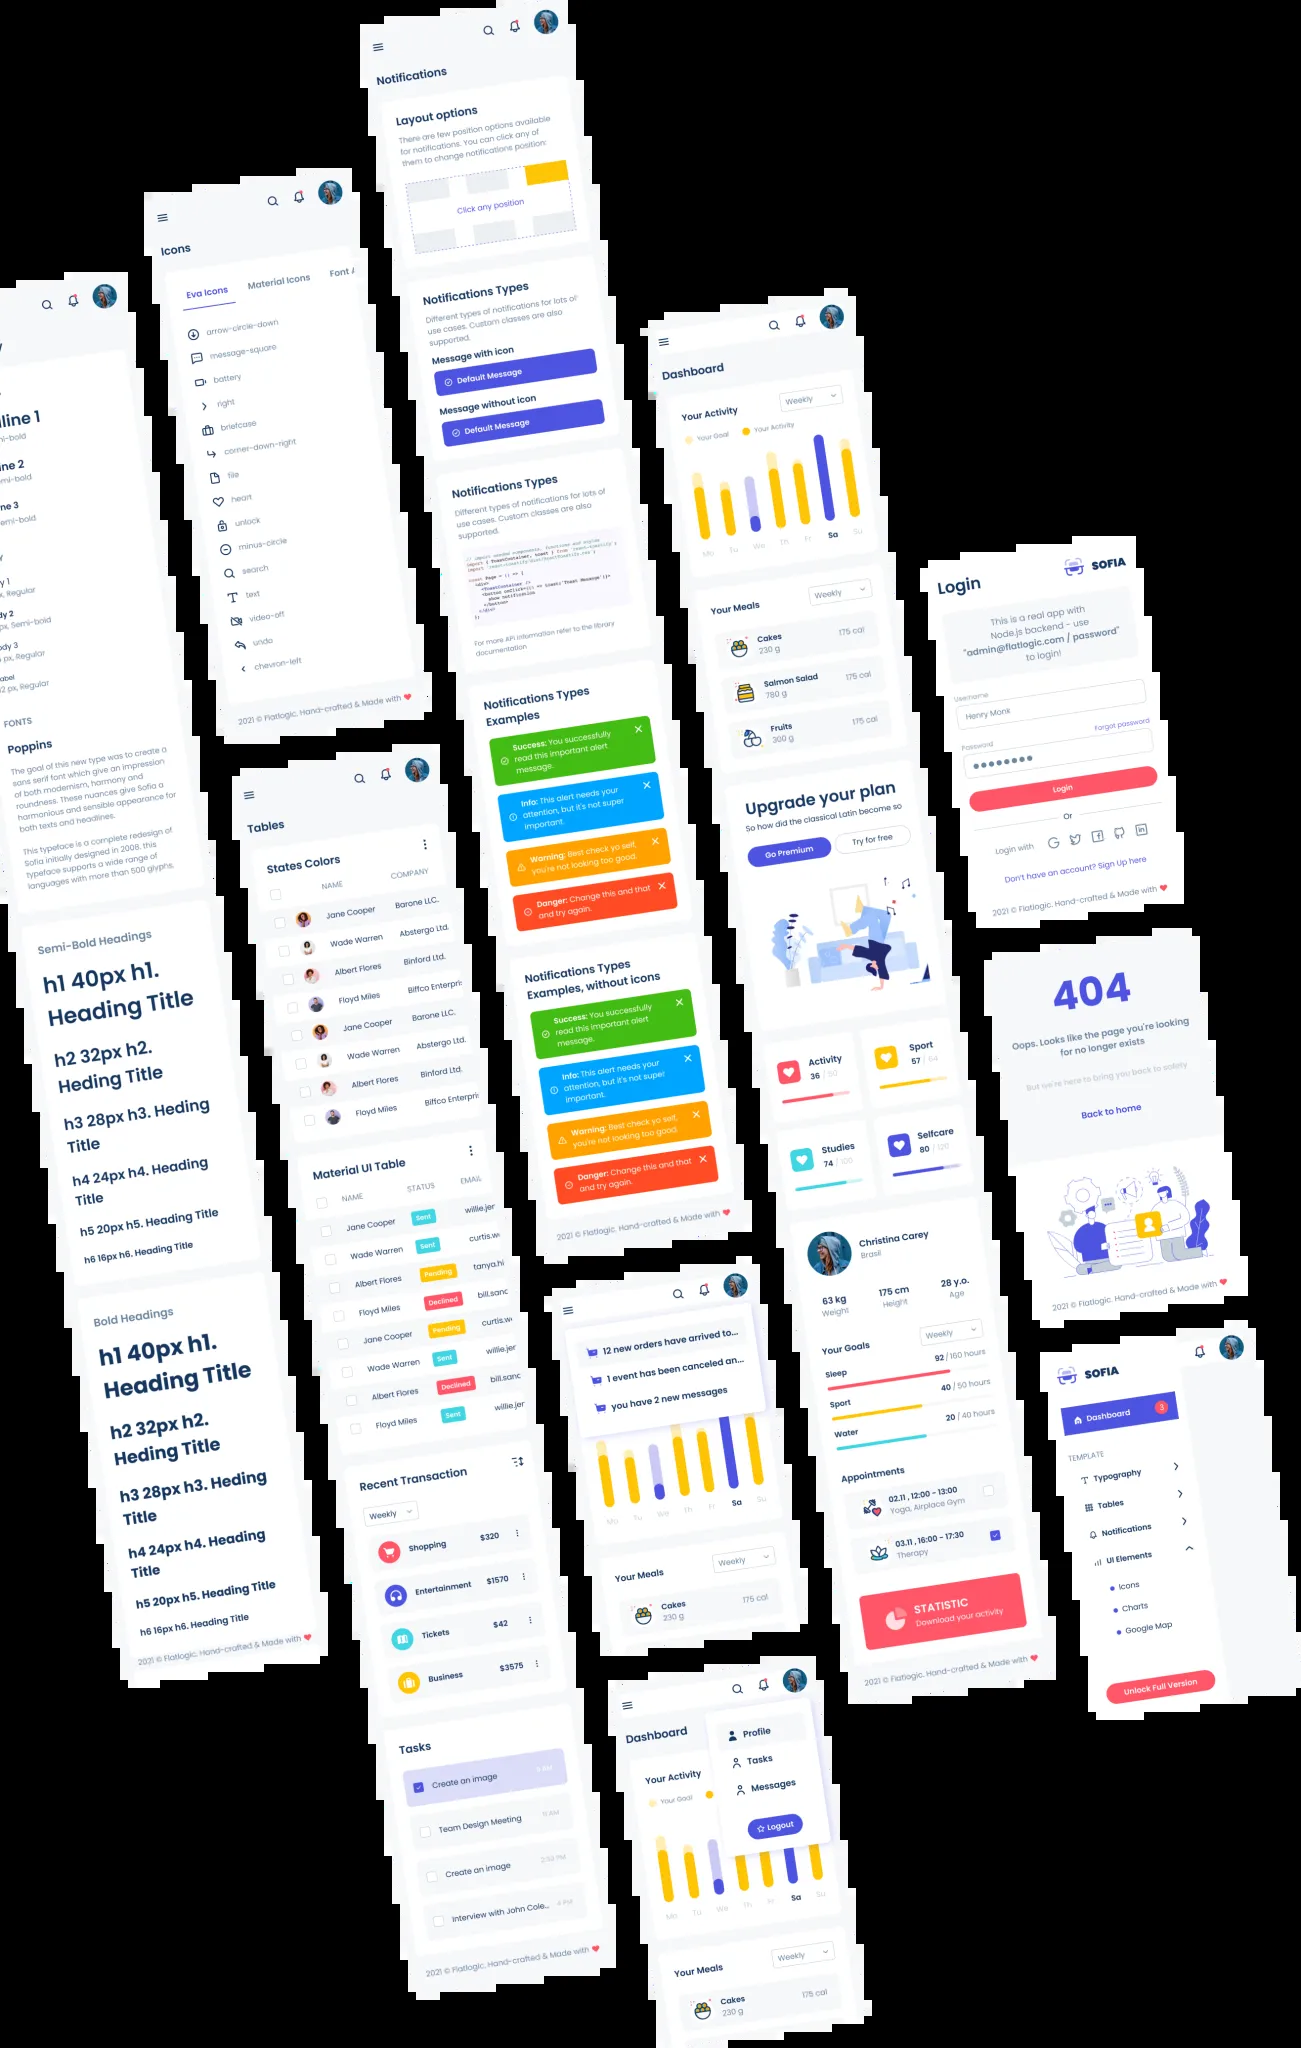 Notifications
Layout options
There are few position options available
for notifications. You can click any of
them to change notifications position:
Click any position
Notifications Types
Different types of notifications for lots of
use cases. Custom classes are also
supported.
Message with icon
Default Message
Message without icon
Default Message
Notifications Types
Different types of notifications for lots of
use cases. Custom classes are also
supported.
For more API information refer to the library
documentation
Notifications Types
Examples
Success: You successfully
read this important alert
message.
Info: This alert needs your
attention, but it's not super
important.
Warning: Best check yo self,
you're not looking too good.
Danger: Change this and that
and try again.
Notifications Types
Examples, without icons
Success: You successfully
read this important alert
message.
Info: This alert needs your
attention, but it's not super
important.
Warning: Best check yo self,
you're not looking too good.
Danger: Change this and that
and try again.
2021 © Flatlogic. Hand-crafted & Made with
Icons
Eva Icons
Material Icons
Font A
arrow-circle-down
message-square
battery
right
briefcase
corner-down-right
file
heart
unlock
minus-circle
search
text
video-off
undo
chevron-left
2021 © Flatlogic. Hand-crafted & Made with
y
line 1
mi-bold
ine 2
emi-bold
ne 3
semi-bold
y 1
x, Regular
dy 2
px, Semi-bold
ody 3
px, Regular
abel
12 px, Regular
FONTS
Poppins
The goal of this new type was to create a
sans serif font which give an impression
of both modernism, harmony and
roundness. These nuances give Sofia a
harmonious and sensible appearance for
both texts and headlines.
This typeface is a complete redesign of
Sofia initially designed in 2008. this
typeface supports a wide range of
languages with more than 500 glyphs.
Semi-Bold Headings
h1 40px h1.
Heading Title
h2 32px h2.
Heding Title
h3 28px h3. Heding
Title
h4 24px h4. Heading
Title
h5 20px h5. Heading Title
h6 16px h6. Heading Title
Bold Headings
h1 40px h1.
Heading Title
h2 32px h2.
Heding Title
h3 28px h3. Heding
Title
h4 24px h4. Heading
Title
h5 20px h5. Heading Title
h6 16px h6. Heading Title
2021 © Flatlogic. Hand-crafted & Made with
Tables
States Colors
NAME COMPANY
Jane Cooper Barone LLC.
Wade Warren Abstergo Ltd.
Albert Flores Binford Ltd.
Floyd Miles Biffco Enterpris
Jane Cooper Barone LLC.
Wade Warren Abstergo Ltd.
Albert Flores Binford Ltd.
Floyd Miles Biffco Enterpri
Material UI Table
NAME STATUS EMAIL
Jane Cooper Sent willie.jer
Wade Warren Sent curtis.w
Albert Flores Pending tanya.hi
Floyd Miles Declined bill.sanc
Jane Cooper Pending curtis.w
Wade Warren Sent willie.jer
Albert Flores Declined bill.sanc
Floyd Miles Sent willie.jer
Recent Transaction
Weekly
Shopping $320
Entertainment $1570
Tickets $42
Business $3575
Tasks
Create an image 9 AM
Team Design Meeting 11 AM
Create an image
Interview with John Cole... 4 PM
2021 © Flatlogic. Hand-crafted & Made with
Dashboard
Your Activity
Weekly
Your Goal Your Activity
Mo Tu We Th Fr Sa Su
Your Meals
Weekly
Cakes
230 g
175 cal
Salmon Salad
780 g
175 cal
Fruits
300 g
175 cal
Upgrade your plan
So how did the classical Latin become so
Go Premium
Try for free
Activity
36 / 50
Sport
57 / 64
Studies
74 / 100
Selfcare
80 / 120
Christina Carey
Brasil
63 kg
Weight
175 cm
Height
28 y.o.
Age
Your Goals
Weekly
Sleep
92 / 160 hours
Sport
40 / 50 hours
Water
20 / 40 hours
Appointments
02.11 , 12:00 - 13:00
Yoga, Airplace Gym
03.11 , 16:00 - 17:30
Therapy
STATISTIC
Download your activity
2021 © Flatlogic. Hand-crafted & Made with
12 new orders have arrived to...
1 event has been canceled an...
you have 2 new messages
Mo Tu We Th Fr Sa Su
Your Meals
Weekly
Cakes
230 g
175 cal
Dashboard
Profile
Tasks
Messages
Logout
Your Activity
Your Goal
Mo Tu We Th Fr Sa Su
Your Meals
Weekly
Cakes
230 g
175 cal
SOFIA
Login
This is a real app with
Node.js backend - use
"admin@flatlogic.com / password"
to login!
Username
Henry Monk
Password
Forgot password
Login
Or
Login with
Don't have an account? Sign Up here
2021 © Flatlogic. Hand-crafted & Made with
404
Oops. Looks like the page you're looking
for no longer exists
But we're here to bring you back to safety
Back to home
2021 © Flatlogic. Hand-crafted & Made with
SOFIA
Dashboard 3
TEMPLATE
Typography
Tables
Notifications
UI Elements
Icons
Charts
Google Map
Unlock Full Version